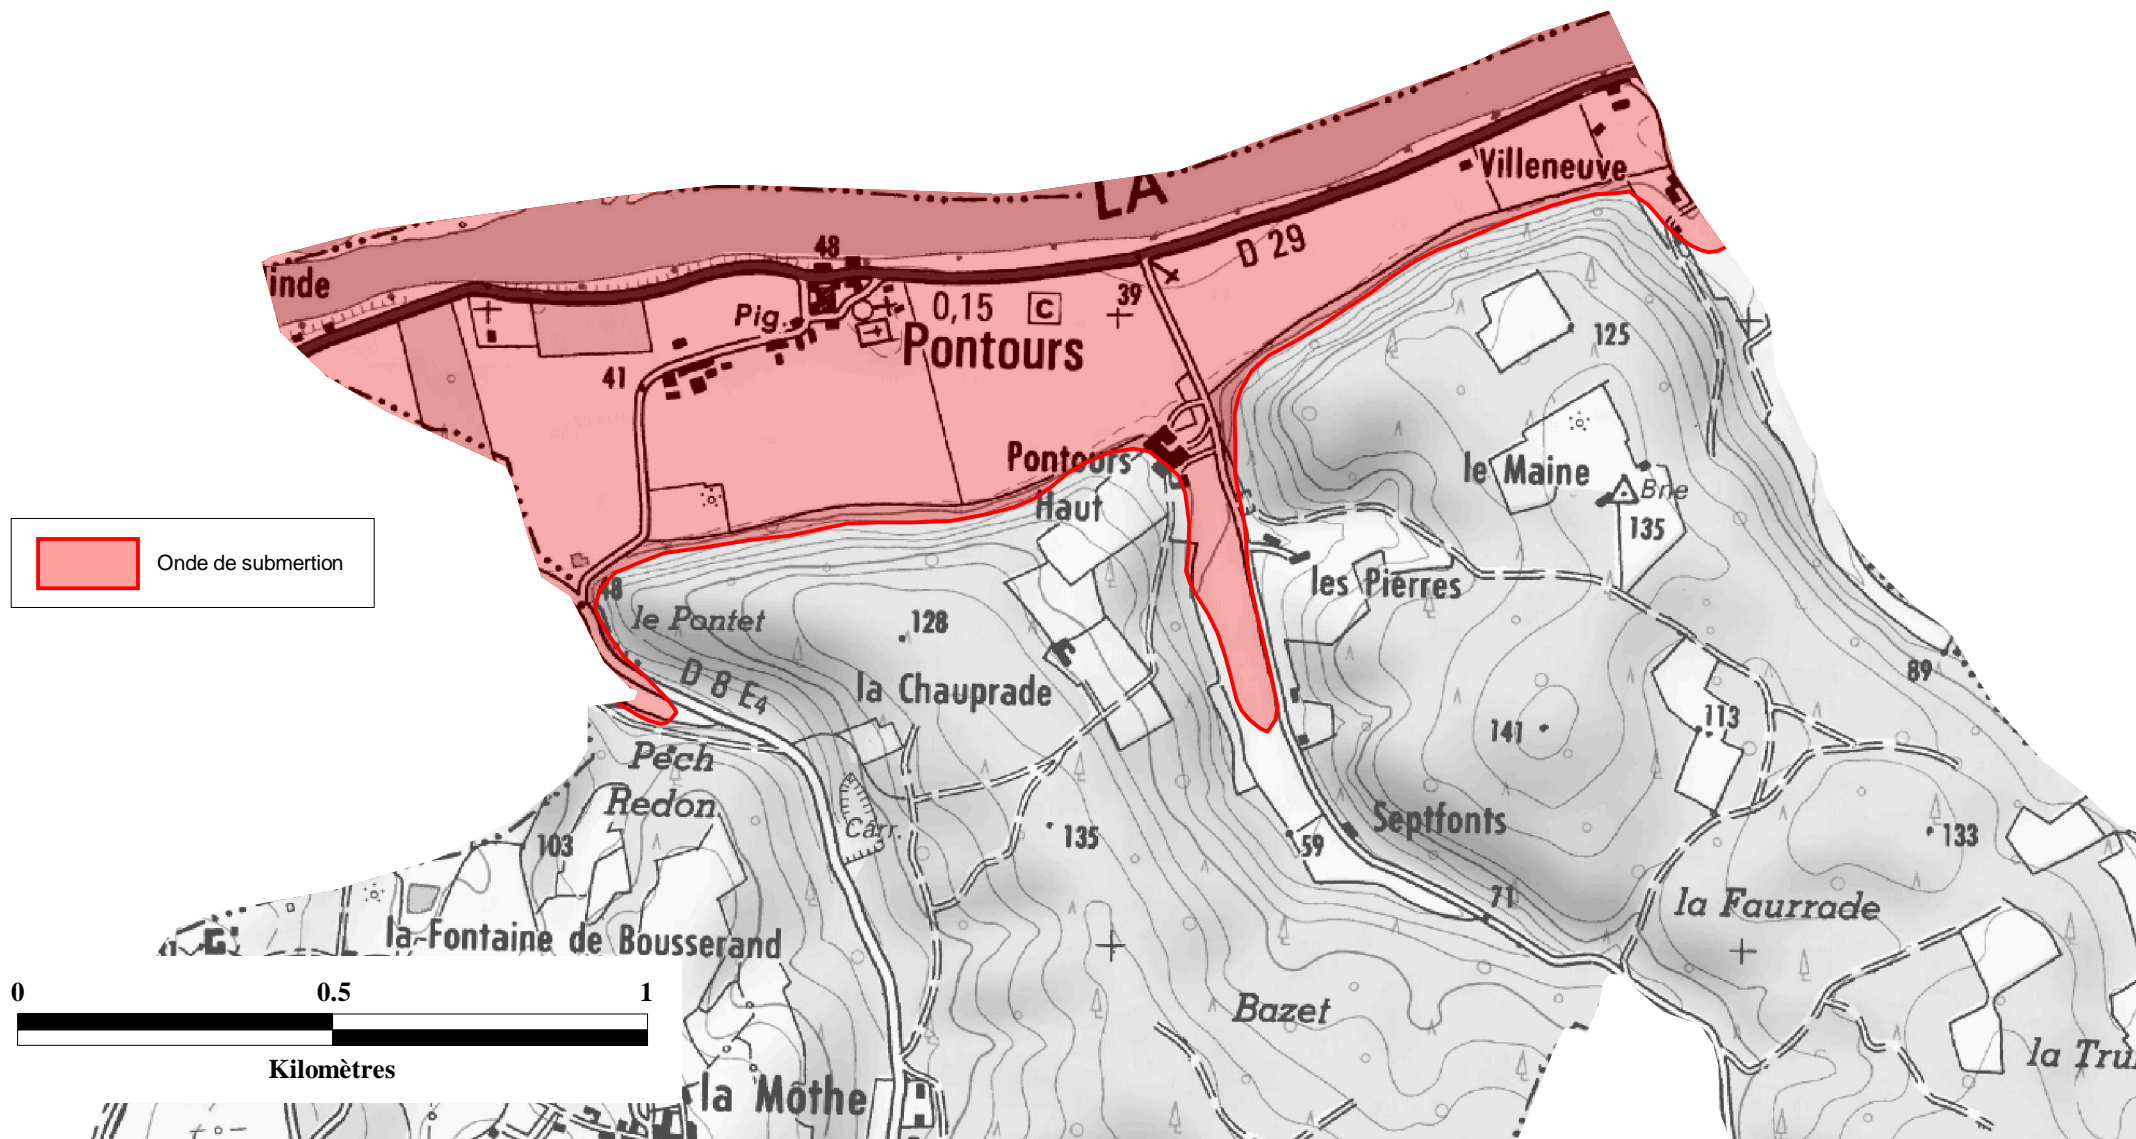 LA
Villeneuve
D 29
48
inde
39
Pig.
0,15
C
Pontours
125
41
Pontours
Haut
le Maine
Bne
135
Onde de submertion
48
les Pierres
le Pontet
128
D 8 E4
la Chauprade
89
113
141
Pech
Redon
Carr.
135
Septfonts
133
103
59
71
la Faurrade
la Fontaine de Bousserand
0
0.5
1
Bazet
Kilomètres
la Tru
la Mothe